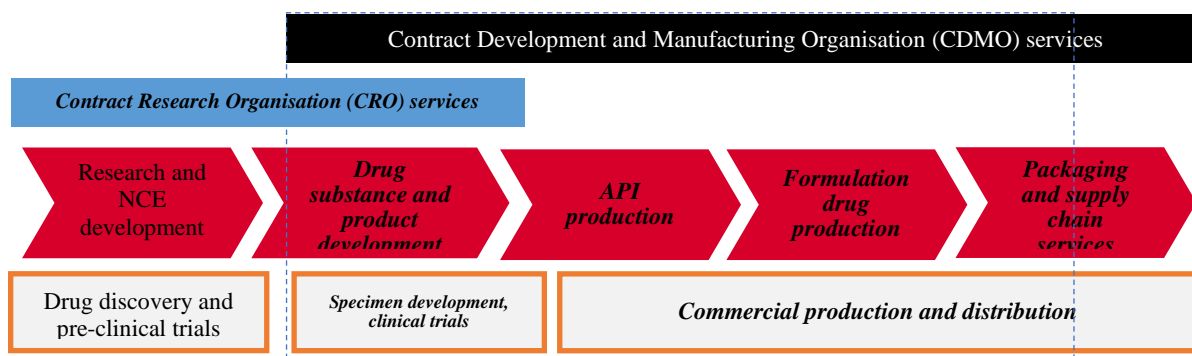 Contract Development and Manufacturing Organisation (CDMO) services
Contract Research Organisation (CRO) services
Research and
NCE
development
Drug
substance and
product
development
API
production
Formulation
drug
production
Packaging
and supply
chain
services
Drug discovery and
pre-clinical trials
Specimen development,
clinical trials
Commercial production and distribution